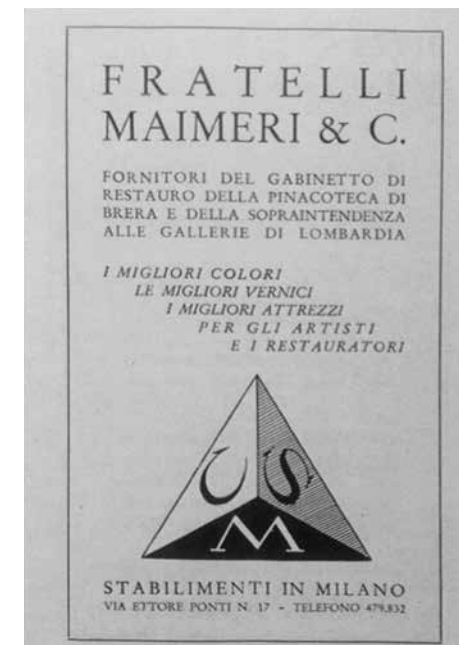 FRATELLI
MAIMERI & C.
FORNITORI DEL GABINETTO DI
RESTAURO DELLA PINACOTECA DI
BRERA E DELLA SOPRAINTENDENZA
ALLE GALLERIE DI LOMBARDIA
I MIGLIORI COLORI
LE MIGLIORI VERNICI
I MIGLIORI ATTREZZI
PER GLI ARTISTI
E I RESTAURATORI
C S
M
STABILIMENTI IN MILANO
VIA ETTORE PONTI N. 17 - TELEFONO 479,832